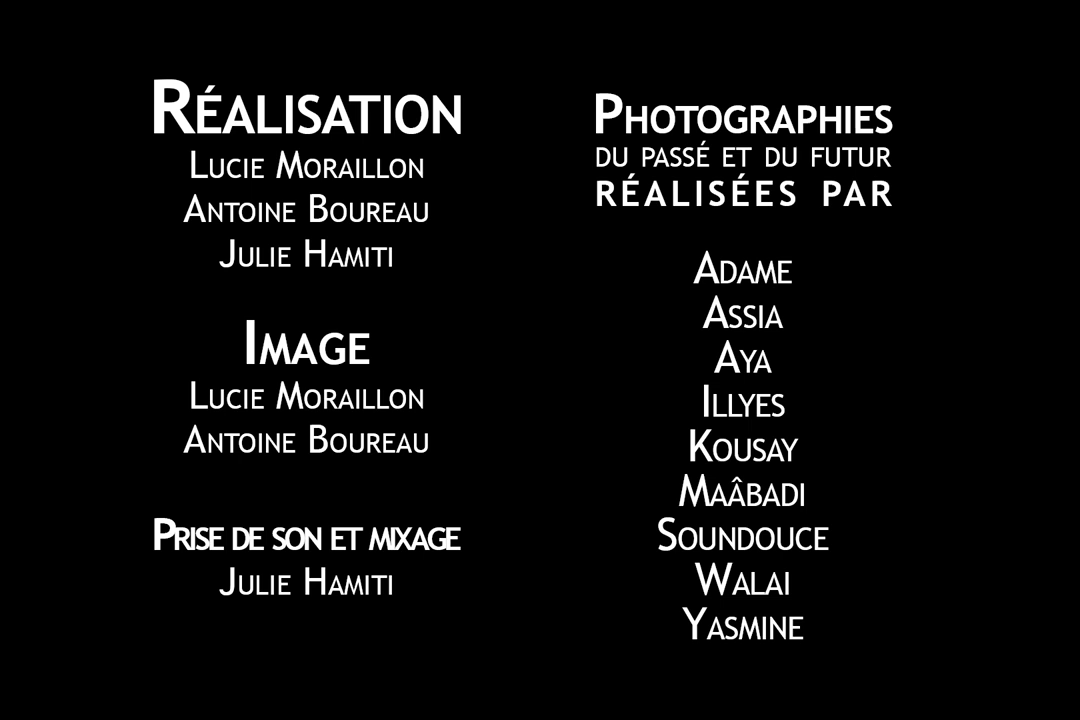 Réalisation
Lucie Moraillon
Antoine Boureau
Julie Hamiti
Image
Lucie Moraillon
Antoine Boureau
Prise de son et mixage
Julie Hamiti
Photographies
du passé et du futur
réalisées par
Adame
Assia
Aya
Illyes
Kousay
Maâbadi
Soundouce
Walai
Yasmine